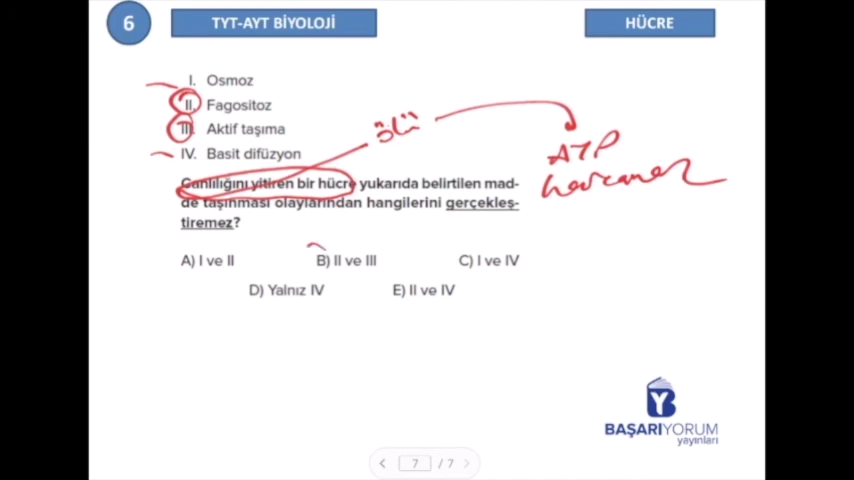 6
TYT-AYT BİYOLOJİ
HÜCRE
I. Osmoz
II. Fagositoz
III. Aktif taşıma
IV. Basit difüzyon
ölü
ATP
harcamaz
Canlılığını yitiren bir hücre yukarıda belirtilen mad-
de taşınması olaylarından hangilerini gerçekleş-
tiremez?
A) I ve II
B) II ve III
C) I ve IV
D) Yalnız IV
E) II ve IV
BAŞARIYORUM
yayınları
7 / 7